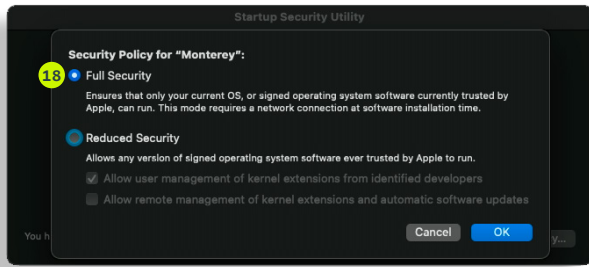 Startup Security Utility
Security Policy for “Monterey”:
18
Full Security
Ensures that only your current OS, or signed operating system software currently trusted by
Apple, can run. This mode requires a network connection at software installation time.
Reduced Security
Allows any version of signed operating system software ever trusted by Apple to run.
Allow user management of kernel extensions from identified developers
Allow remote management of kernel extensions and automatic software updates
You h
Cancel
OK
y...